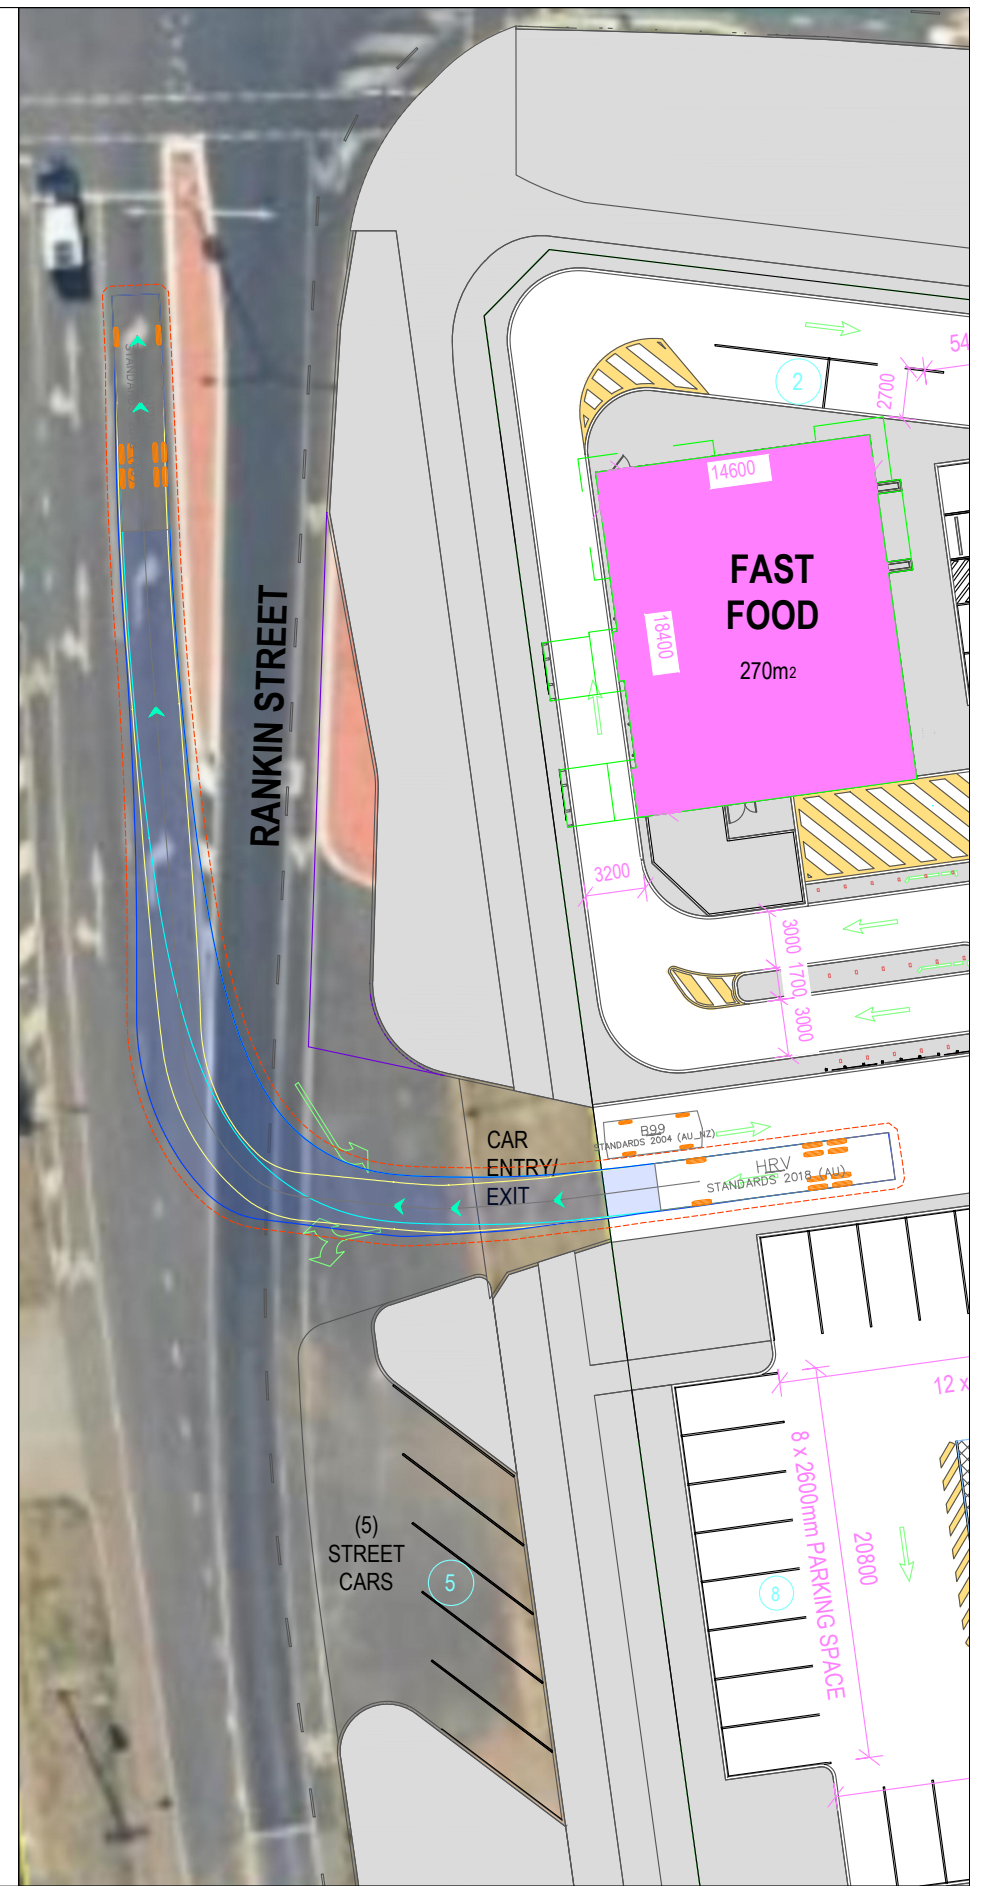 54
2
2700
14600
FAST
FOOD
270m2
18400
RANKIN STREET
3200
3000
1700
3000
B99
STANDARDS 2004 (AU_NZ)
CAR
ENTRY/
EXIT
HRV
STANDARDS 2018 (AU)
12 x
8 x 2600mm PARKING SPACE
20800
(5)
STREET
CARS
5
8